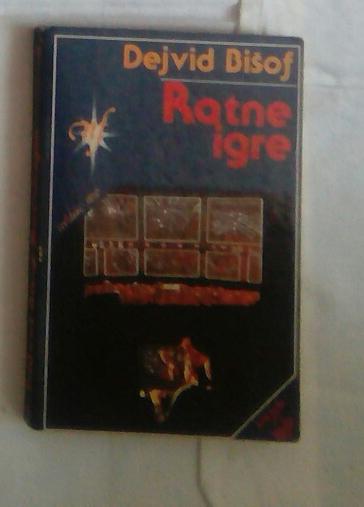 Dejvid Bišof
Ratne
igre